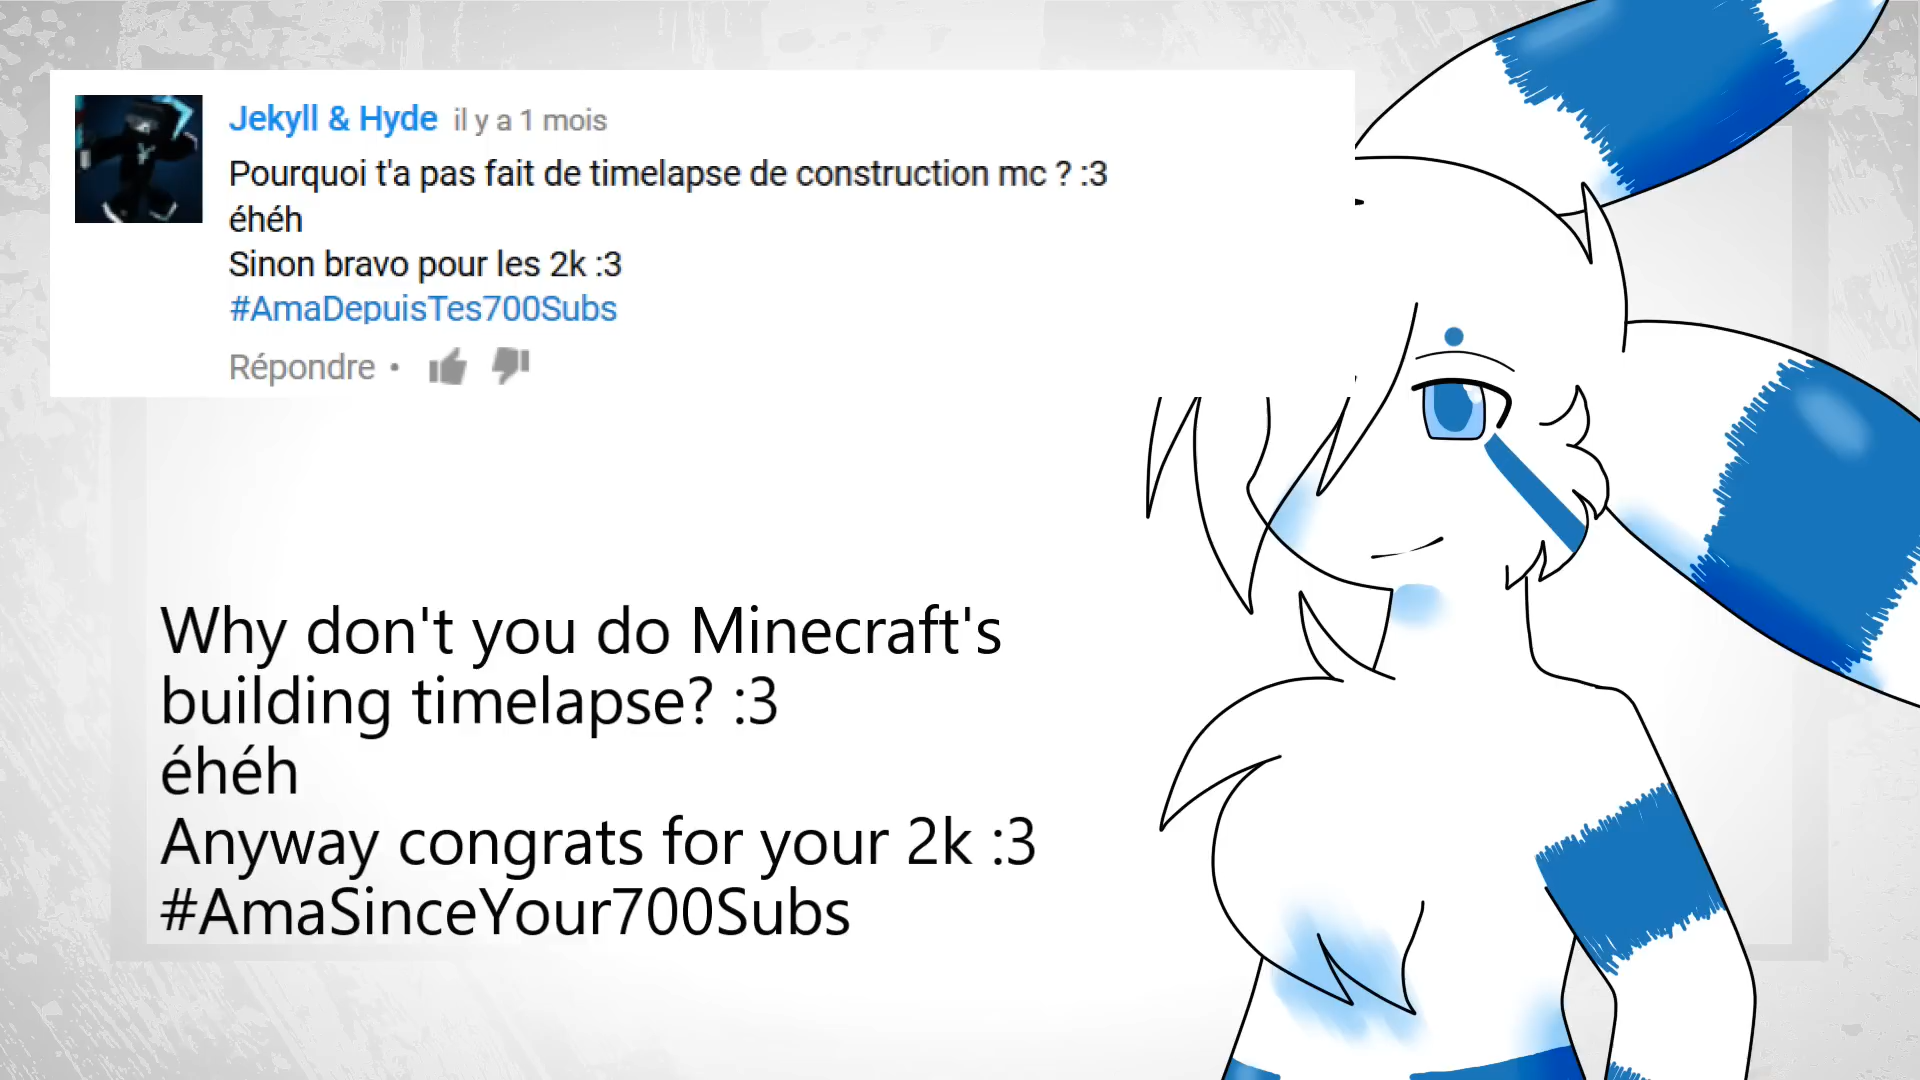 Jekyll & Hyde il y a 1 mois
Pourquoi t'a pas fait de timelapse de construction mc ? :3
éhéh
Sinon bravo pour les 2k :3
#AmaDepuisTes700Subs
Répondre •
Why don't you do Minecraft's
building timelapse? :3
éhéh
Anyway congrats for your 2k :3
#AmaSinceYour700Subs